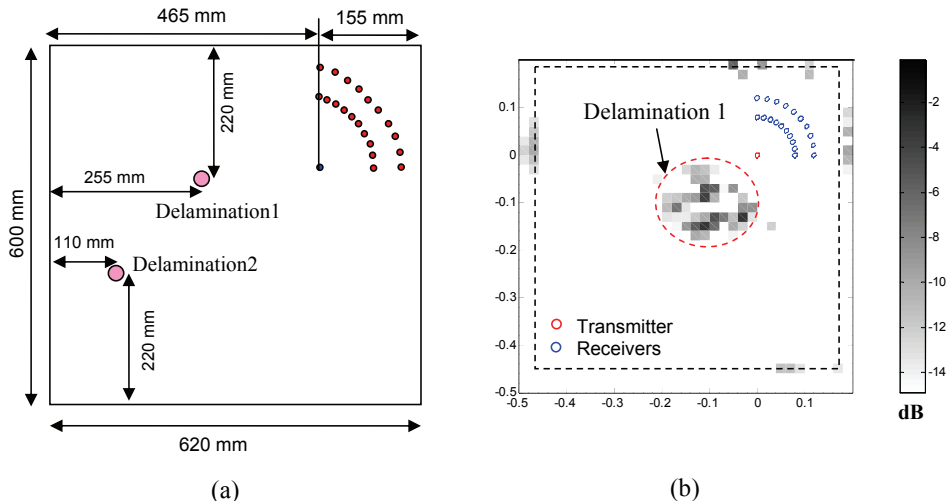 465 mm
155 mm
220 mm
255 mm
Delamination1
600 mm
110 mm
Delamination2
220 mm
620 mm
(a)
Delamination 1
0.1
0
-0.1
-0.2
-0.3
-0.4
-0.5
Transmitter
Receivers
-0.5
-0.4
-0.3
-0.2
-0.1
0
0.1
-2
-4
-6
-8
-10
-12
-14
dB
(b)